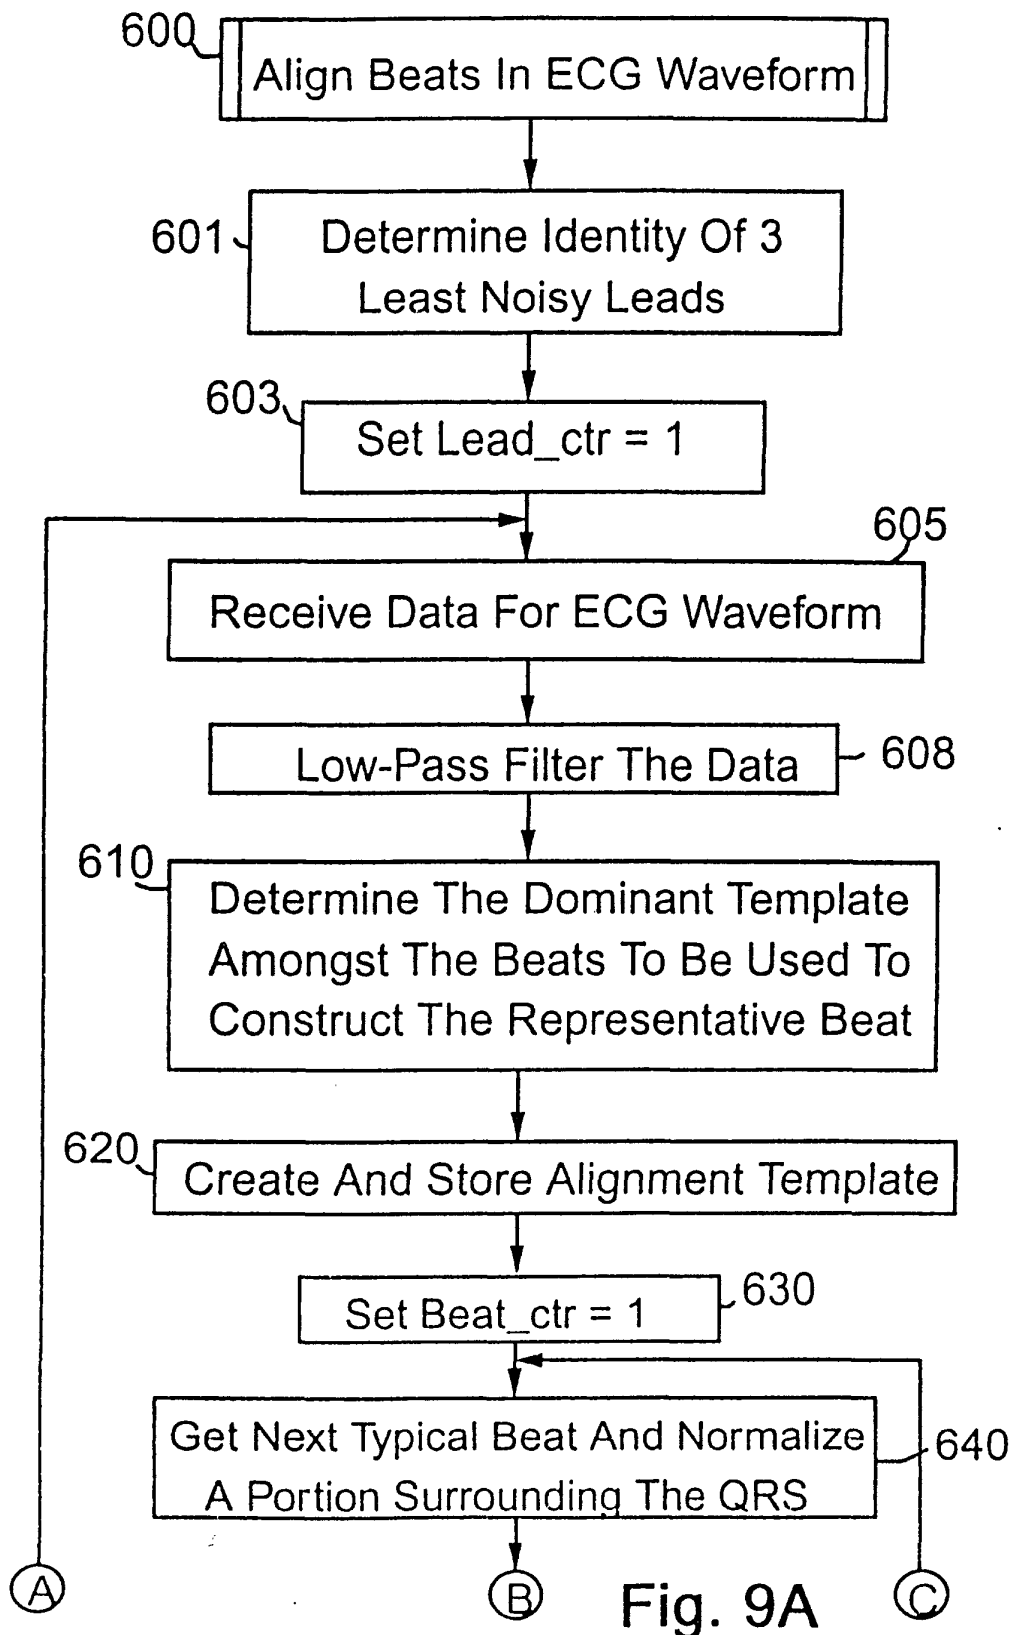 600
Align Beats In ECG Waveform
601
Determine Identity Of 3
Least Noisy Leads
603
Set Lead_ctr = 1
605
Receive Data For ECG Waveform
Low-Pass Filter The Data
608
610
Determine The Dominant Template
Amongst The Beats To Be Used To
Construct The Representative Beat
620
Create And Store Alignment Template
630
Set Beat_ctr = 1
Get Next Typical Beat And Normalize
A Portion Surrounding The QRS
640
A
B
C
Fig. 9A